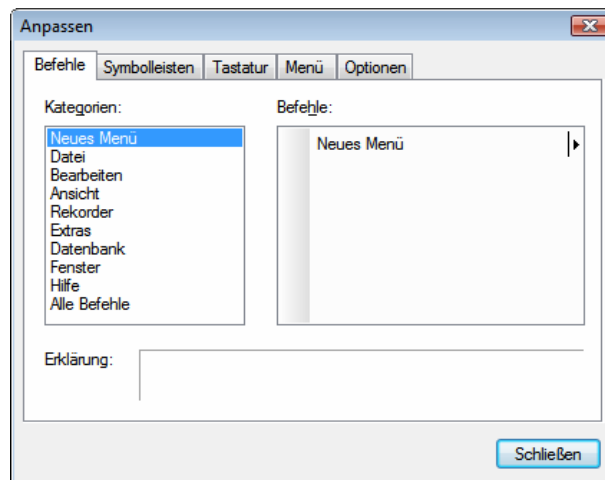 Anpassen
Befehle Symbolleisten Tastatur Menü Optionen
Kategorien: Befehle:
Neues Menü Neues Menü
Datei
Bearbeiten
Ansicht
Rekorder
Extras
Datenbank
Fenster
Hilfe
Alle Befehle
Erklärung:
Schließen